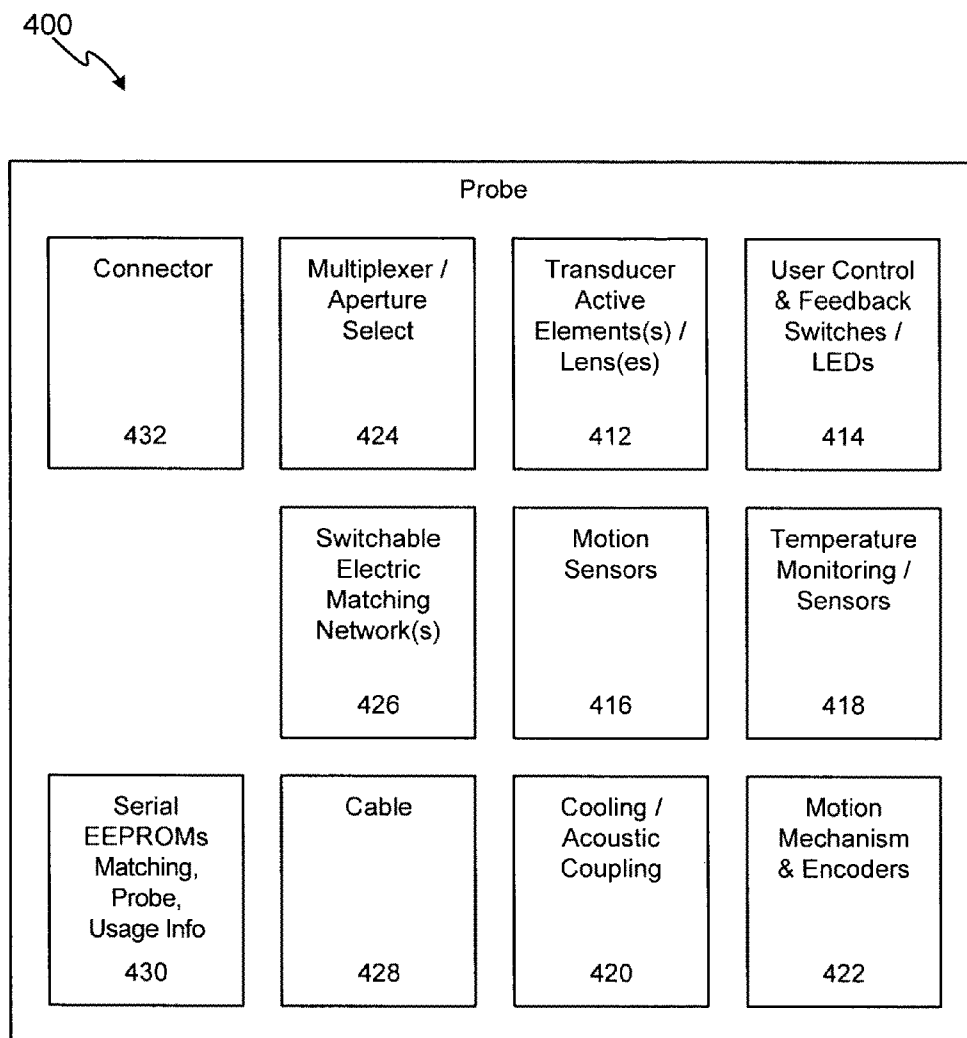 400
Probe
Connector
432
Multiplexer /
Aperture
Select
424
Transducer
Active
Elements(s) /
Lens(es)
412
User Control
& Feedback
Switches /
LEDs
414
Switchable
Electric
Matching
Network(s)
426
Motion
Sensors
416
Temperature
Monitoring /
Sensors
418
Serial
EEPROMs
Matching,
Probe,
Usage Info
430
Cable
428
Cooling /
Acoustic
Coupling
420
Motion
Mechanism
& Encoders
422